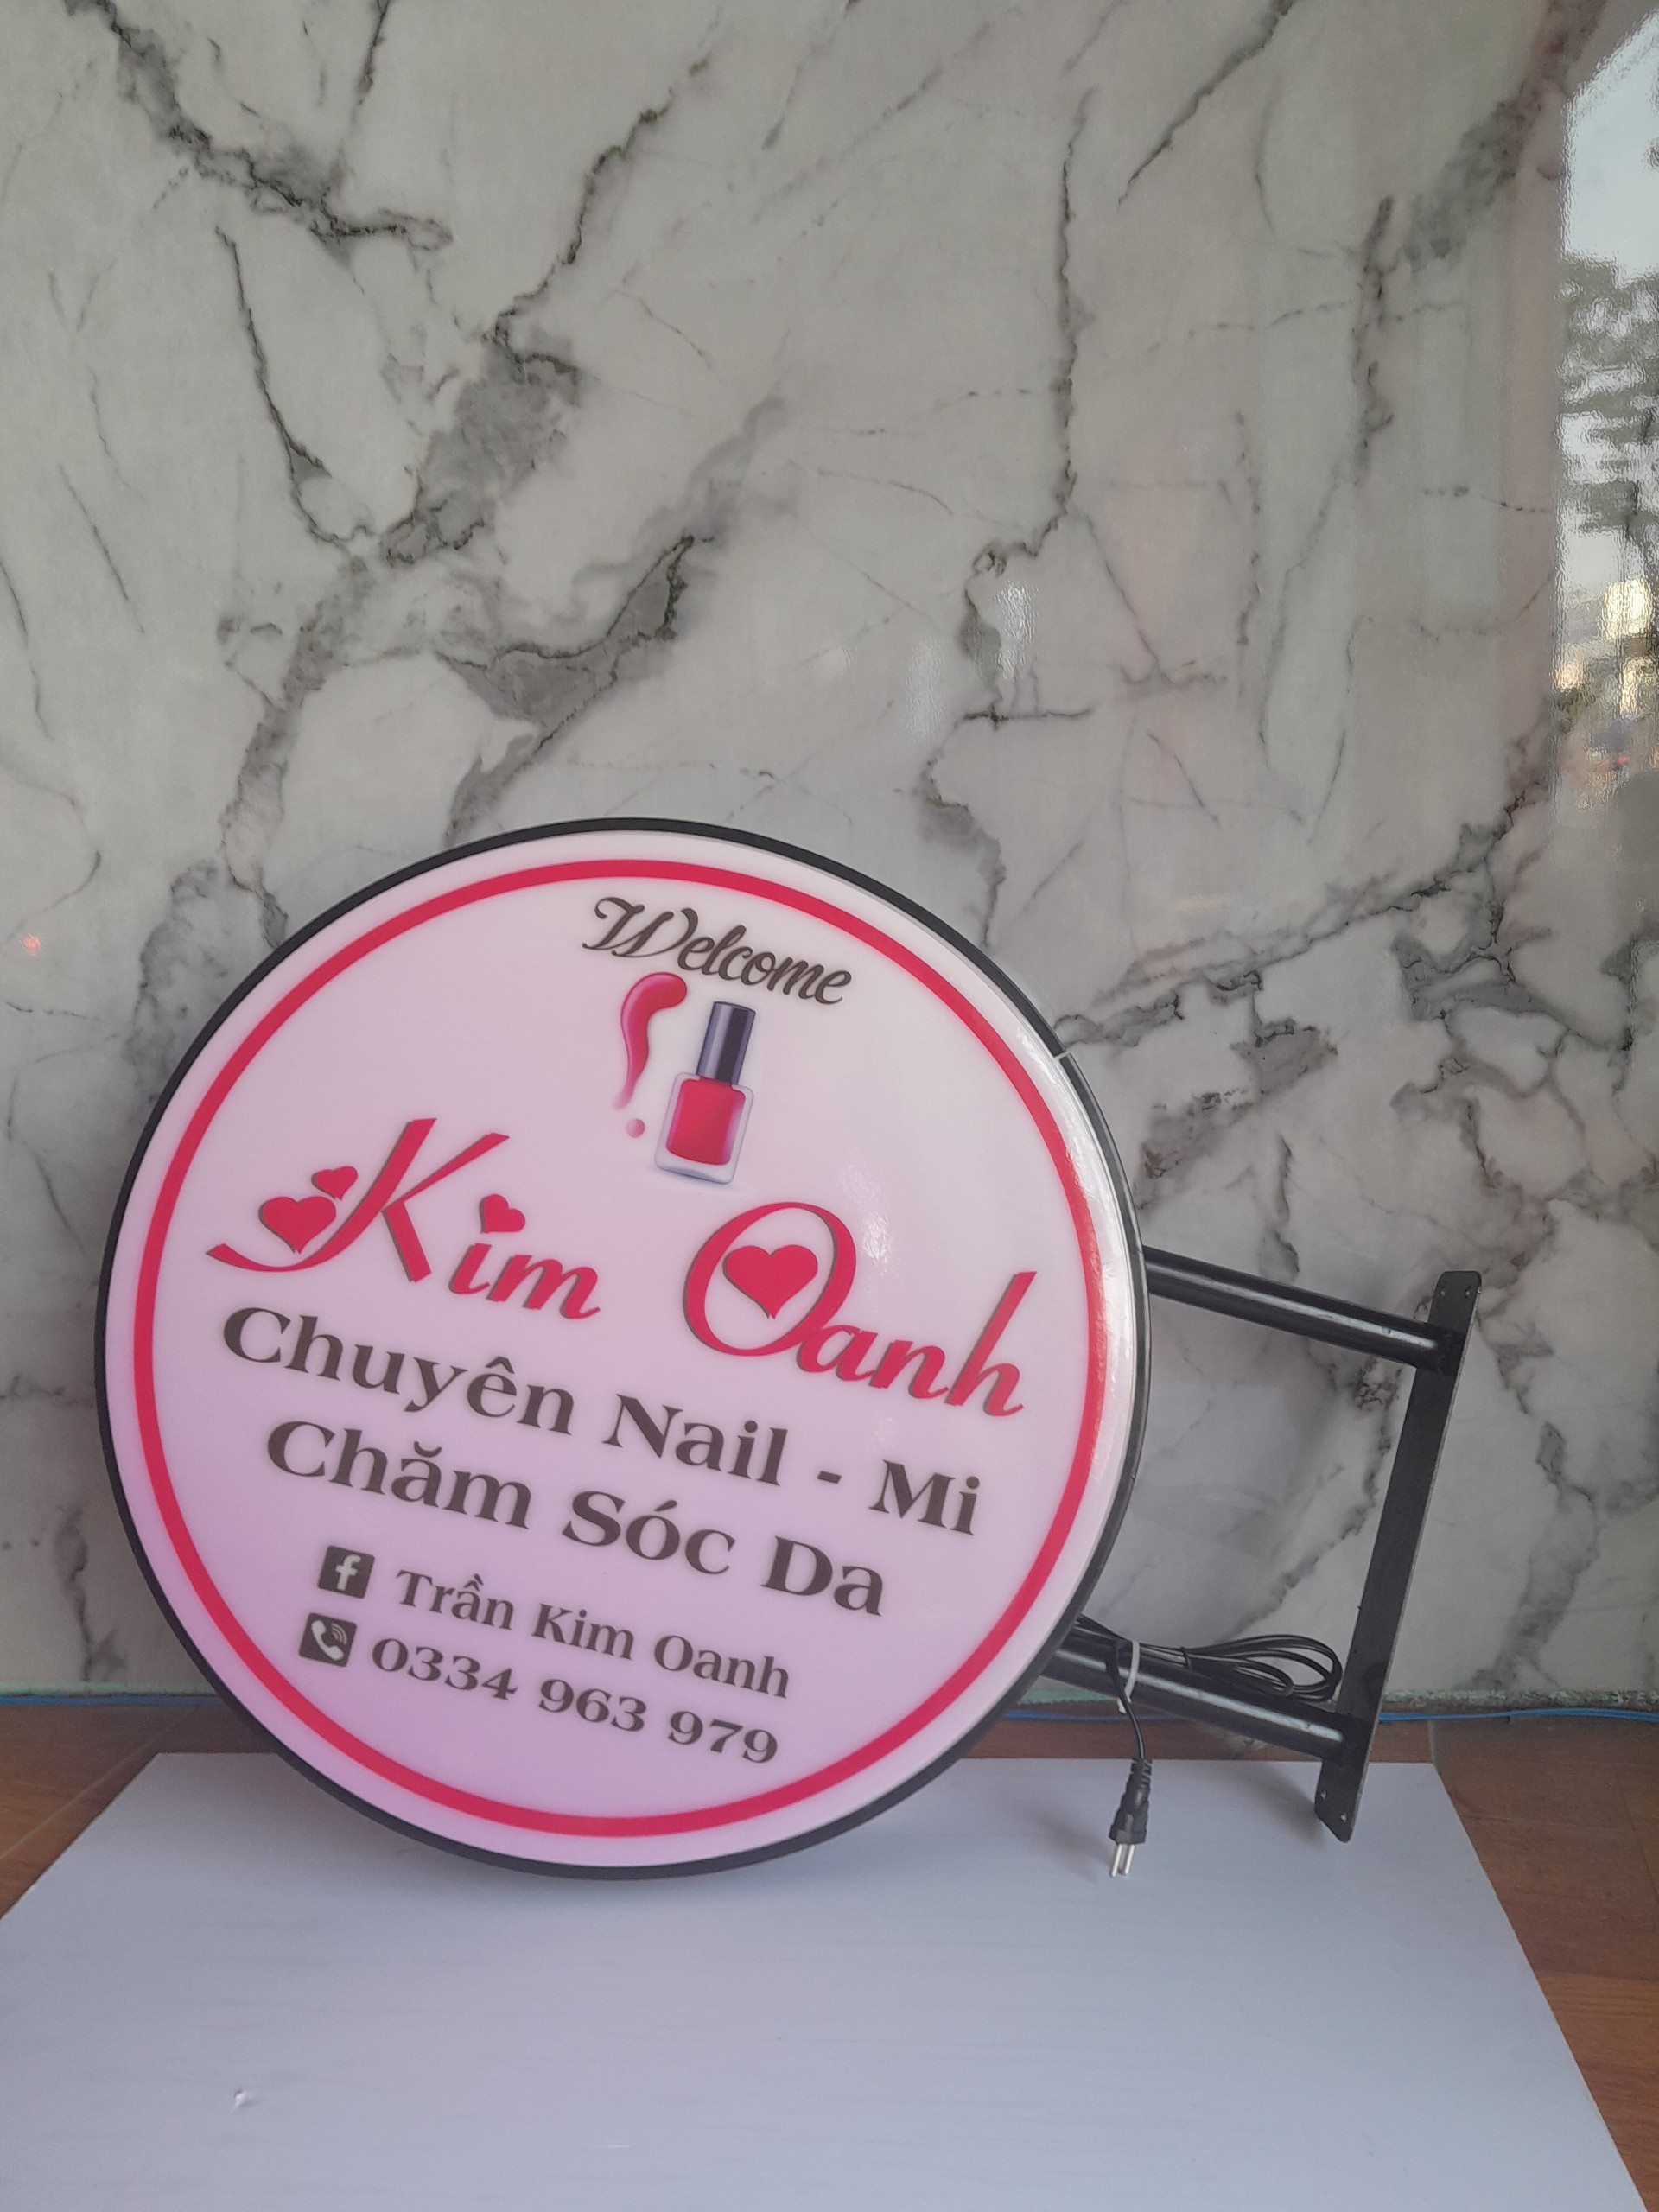 Welcome
Kim Oanh
Chuyên Nail - Mi
Chăm Sóc Da
Trần Kim Oanh
0334 963 979